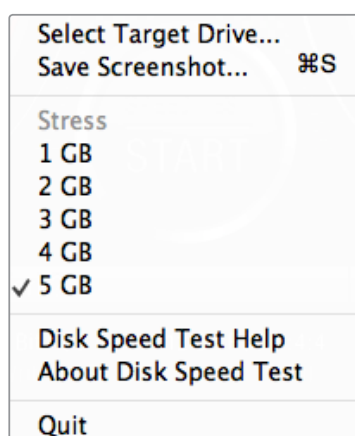 Select Target Drive...
Save Screenshot... ⌘S
Stress
START
1 GB
2 GB
3 GB
4 GB
✓ 5 GB
Disk Speed Test Help
About Disk Speed Test
Quit